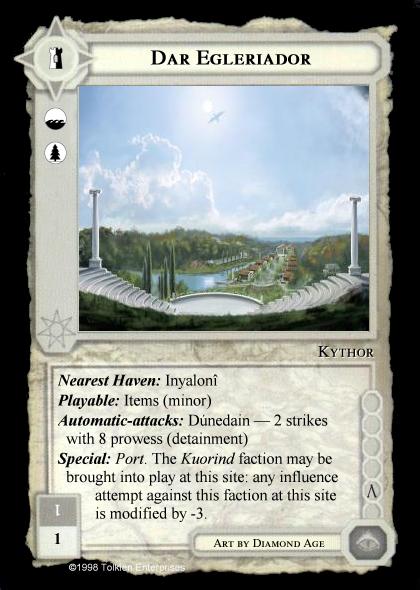 DAR EGLERIADOR
KYTHOR
Nearest Haven: Inyalonî
Playable: Items (minor)
Automatic-attacks: Dúnedain — 2 strikes
with 8 prowess (detainment)
Special: Port. The Kuorind faction may be
brought into play at this site: any influence
attempt against this faction at this site
is modified by -3.
1
1
Λ
ART BY DIAMOND AGE
©1998 Tolkien Enterprises